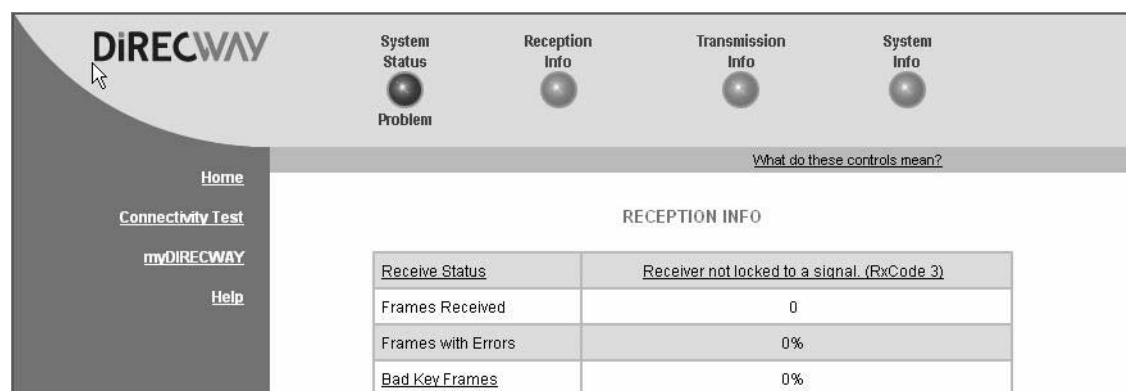 DiRECWAY
System Status
Problem
Reception Info
Transmission Info
System Info
What do these controls mean?
Home
Connectivity Test
myDIRECWAY
Help
RECEPTION INFO
Receive Status Receiver not locked to a signal. (RxCode 3)
Frames Received 0
Frames with Errors 0%
Bad Key Frames 0%